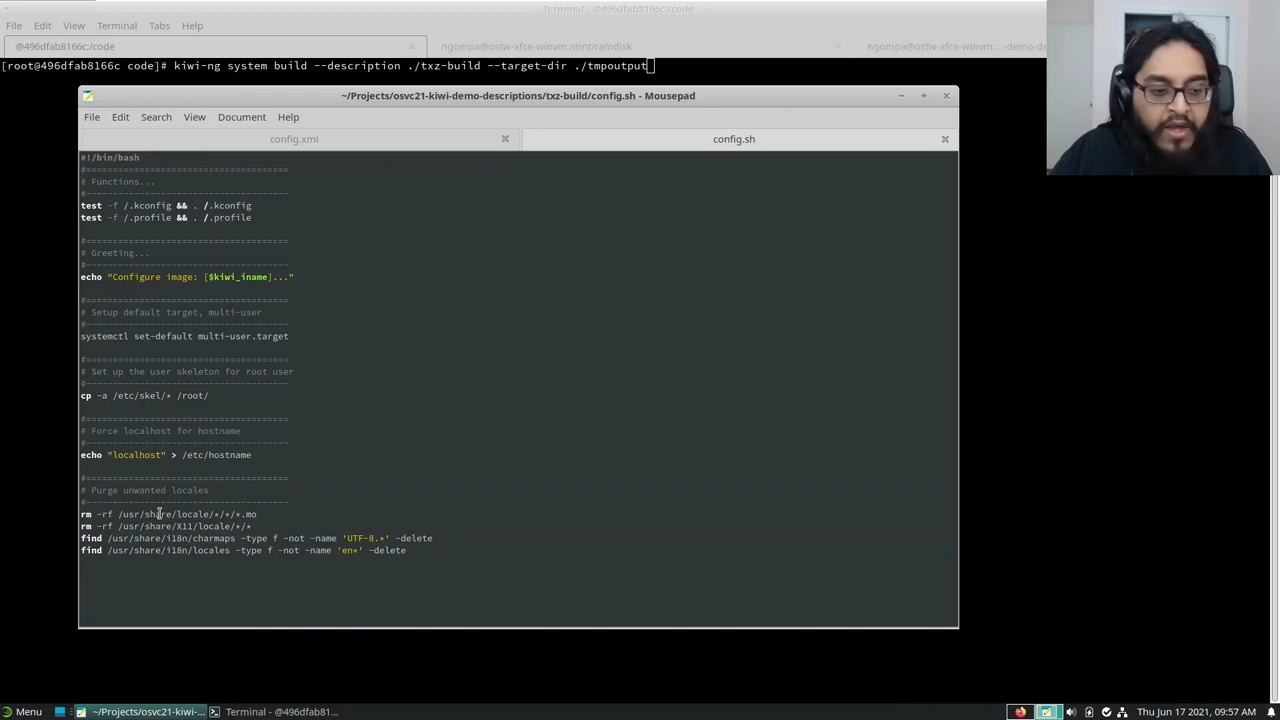 Terminal - @496dfab8166c:/code
File Edit View Terminal Tabs Help
@496dfab8166c:/code
ngompa@ostw-xfce-winvm:/mnt/ramdisk
ngompa@ostw-xfce-winvm:...-demo-de
[root@496dfab8166c code]# kiwi-ng system build --description ./txz-build --target-dir ./tmpoutput
~/Projects/osvc21-kiwi-demo-descriptions/txz-build/config.sh - Mousepad
File Edit Search View Document Help
config.xml
config.sh
#!/bin/bash
#======================================
# Functions...
#--------------------------------------
test -f /.kconfig && . /.kconfig
test -f /.profile && . /.profile
#======================================
# Greeting...
#--------------------------------------
echo "Configure image: [$kiwi_iname]..."
#======================================
# Setup default target, multi-user
#--------------------------------------
systemctl set-default multi-user.target
#======================================
# Set up the user skeleton for root user
#--------------------------------------
cp -a /etc/skel/* /root/
#======================================
# Force localhost for hostname
#--------------------------------------
echo "localhost" > /etc/hostname
#======================================
# Purge unwanted locales
#--------------------------------------
rm -rf /usr/share/locale/*/*/*.mo
rm -rf /usr/share/X11/locale/*/*
find /usr/share/i18n/charmaps -type f -not -name 'UTF-8.*' -delete
find /usr/share/i18n/locales -type f -not -name 'en*' -delete
Menu
~/Projects/osvc21-kiwi-...
Terminal - @496dfab81...
Thu Jun 17 2021, 09:57 AM